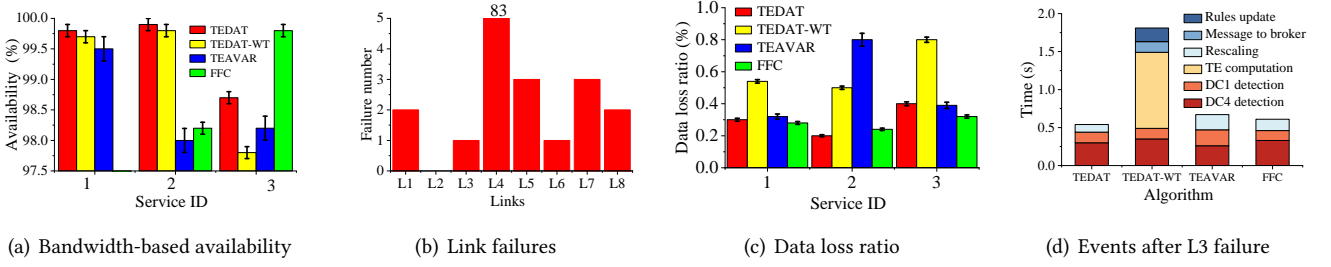 Availability (%)
100.0
99.5
99.0
98.5
98.0
97.5
TEDAT
TEDAT-WT
TEAVAR
FFC
1 2 3
Service ID
(a) Bandwidth-based availability
Failure number
5
4
3
2
1
0
83
L1 L2 L3 L4 L5 L6 L7 L8
Links
(b) Link failures
Data loss ratio (%)
1.0
0.8
0.6
0.4
0.2
0.0
TEDAT
TEDAT-WT
TEAVAR
FFC
1 2 3
Service ID
(c) Data loss ratio
Time (s)
2.0
1.5
1.0
0.5
0.0
Rules update
Message to broker
Rescaling
TE computation
DC1 detection
DC4 detection
TEDAT TEDAT-WT TEAVAR FFC
Algorithm
(d) Events after L3 failure